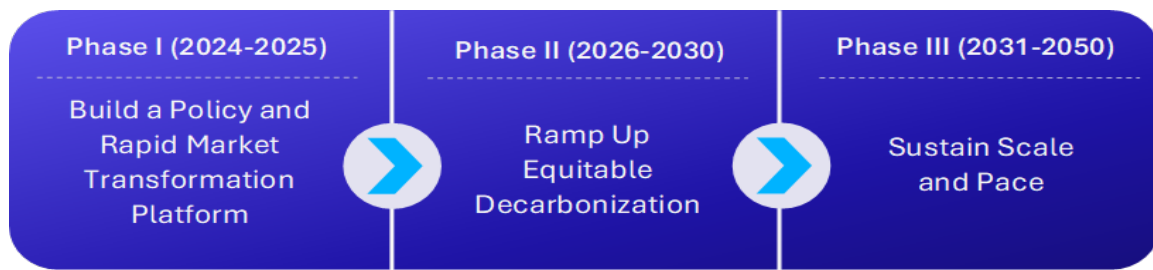 Phase I (2024-2025)
Build a Policy and
Rapid Market
Transformation
Platform
Phase II (2026-2030)
Ramp Up
Equitable
Decarbonization
Phase III (2031-2050)
Sustain Scale
and Pace